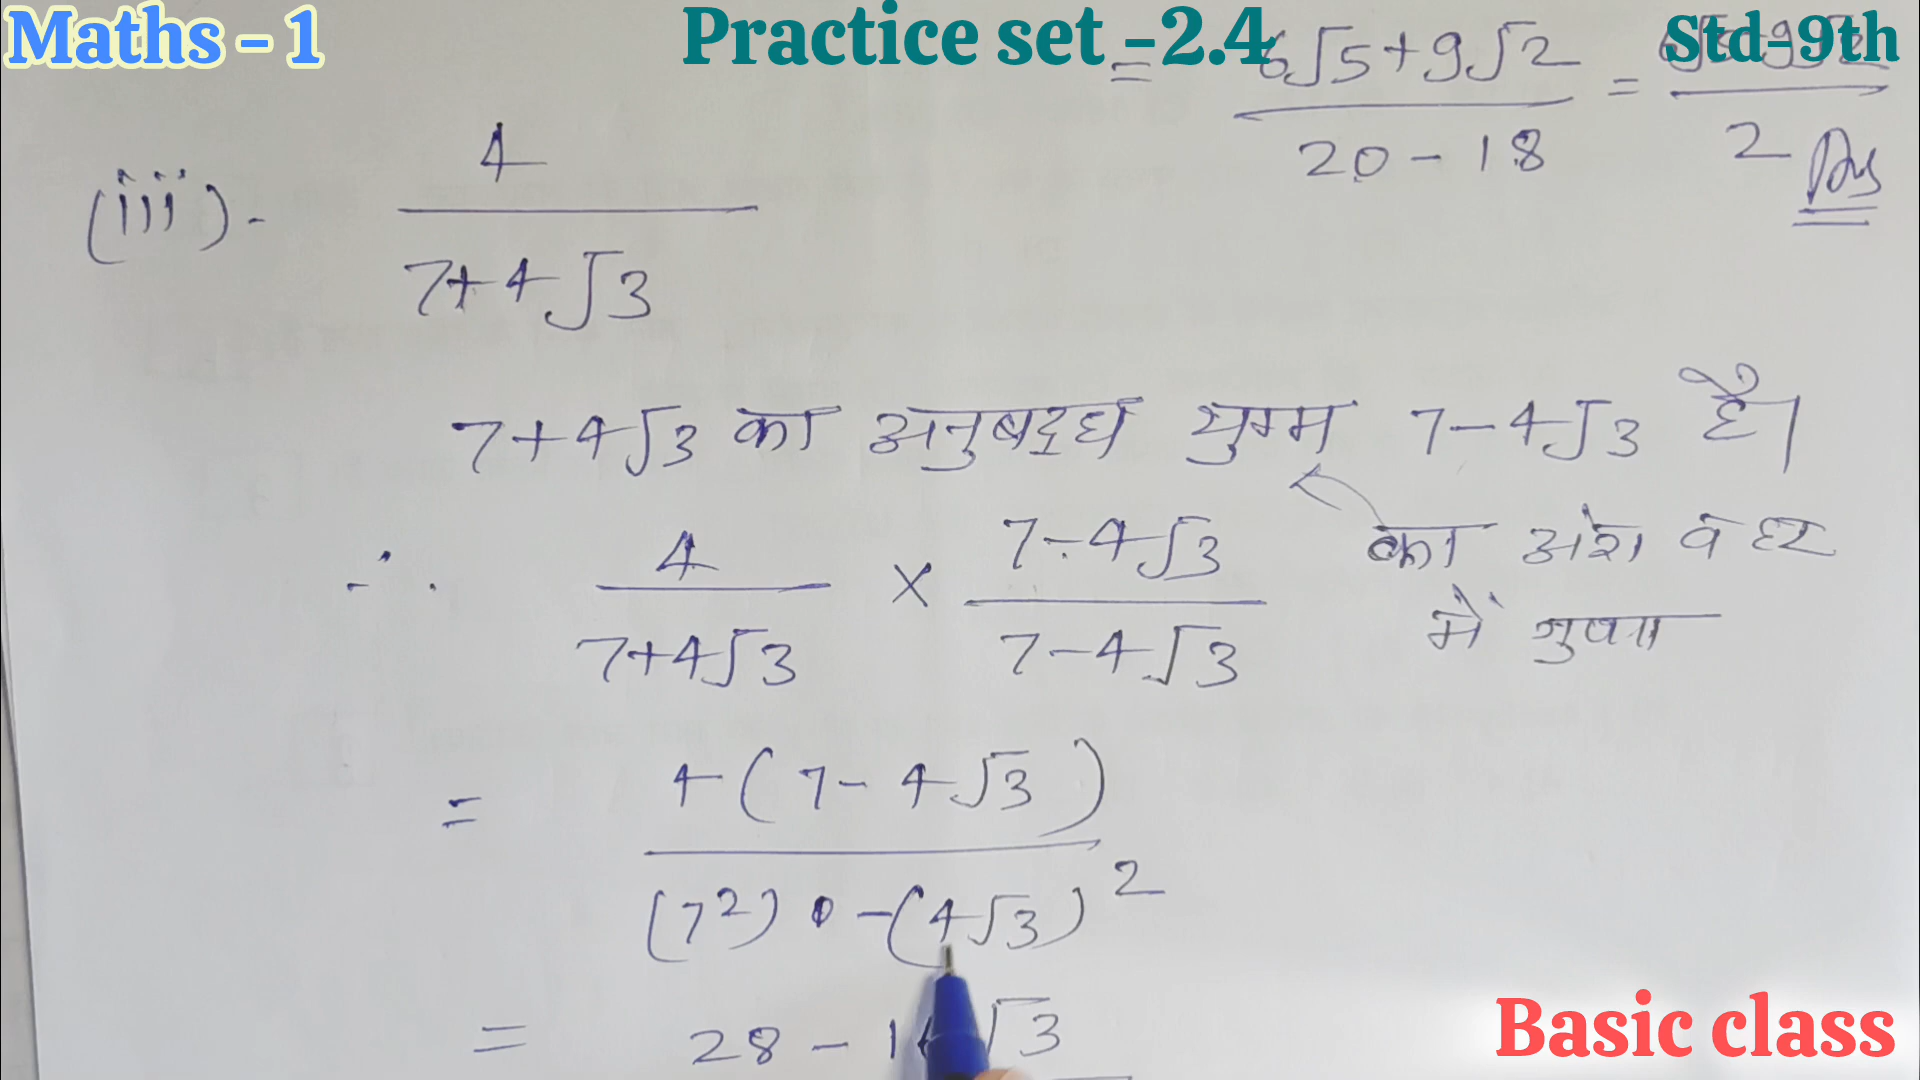 Maths - 1
Practice set -2.4
Std-9th
= 6√5+9√2 / 20-18 = / 2 Ans
(iii)- 4 / 7+4√3
7+4√3 का अनुबद्ध युग्म 7-4√3 है।
∴ 4 / 7+4√3 × 7-4√3 / 7-4√3
का अंश व हर
में गुणा
= 4(7-4√3) / (7²) -(4√3)²
= 28 - √3
Basic class